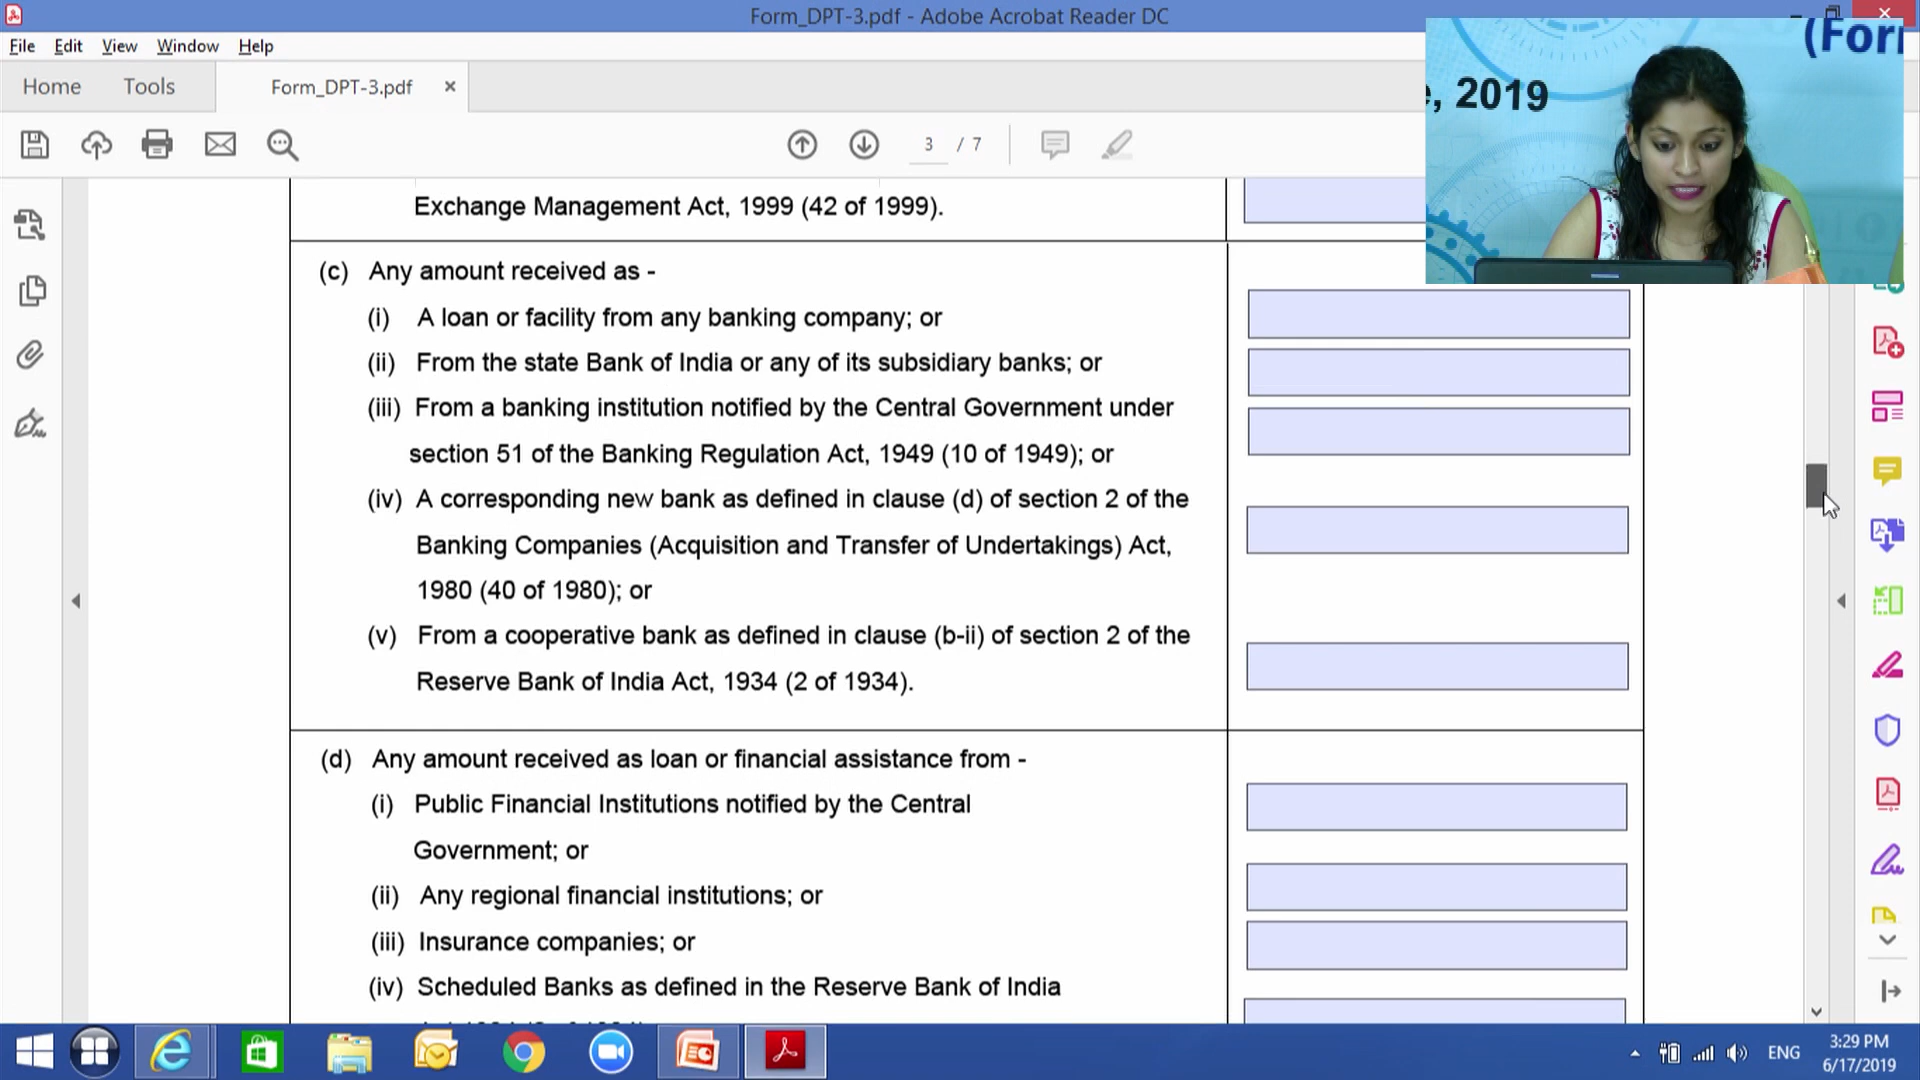 Form_DPT-3.pdf - Adobe Acrobat Reader DC
File Edit View Window Help
Home Tools Form_DPT-3.pdf ×
3 / 7
, 2019
Exchange Management Act, 1999 (42 of 1999).
(c) Any amount received as -
(i) A loan or facility from any banking company; or
(ii) From the state Bank of India or any of its subsidiary banks; or
(iii) From a banking institution notified by the Central Government under
section 51 of the Banking Regulation Act, 1949 (10 of 1949); or
(iv) A corresponding new bank as defined in clause (d) of section 2 of the
Banking Companies (Acquisition and Transfer of Undertakings) Act,
1980 (40 of 1980); or
(v) From a cooperative bank as defined in clause (b-ii) of section 2 of the
Reserve Bank of India Act, 1934 (2 of 1934).
(d) Any amount received as loan or financial assistance from -
(i) Public Financial Institutions notified by the Central
Government; or
(ii) Any regional financial institutions; or
(iii) Insurance companies; or
(iv) Scheduled Banks as defined in the Reserve Bank of India
ENG
3:29 PM
6/17/2019